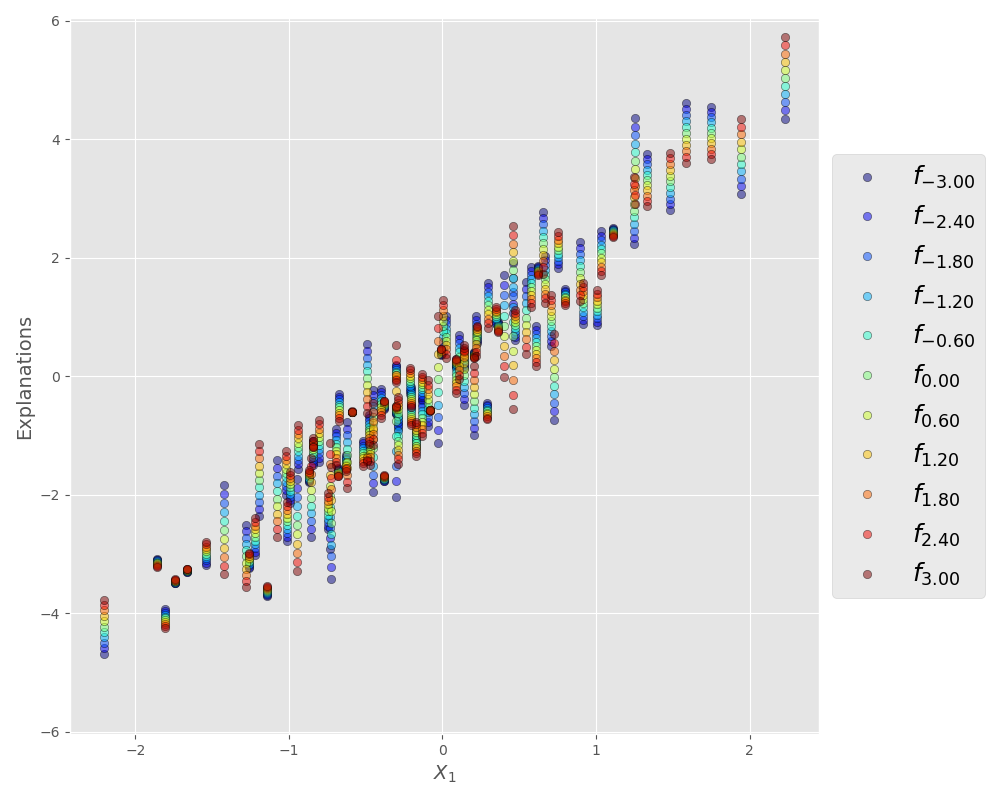 6
4
2
0
−2
−4
−6
Explanations
−2 −1 0 1 2
X₁
f₋₃.₀₀
f₋₂.₄₀
f₋₁.₈₀
f₋₁.₂₀
f₋₀.₆₀
f₀.₀₀
f₀.₆₀
f₁.₂₀
f₁.₈₀
f₂.₄₀
f₃.₀₀